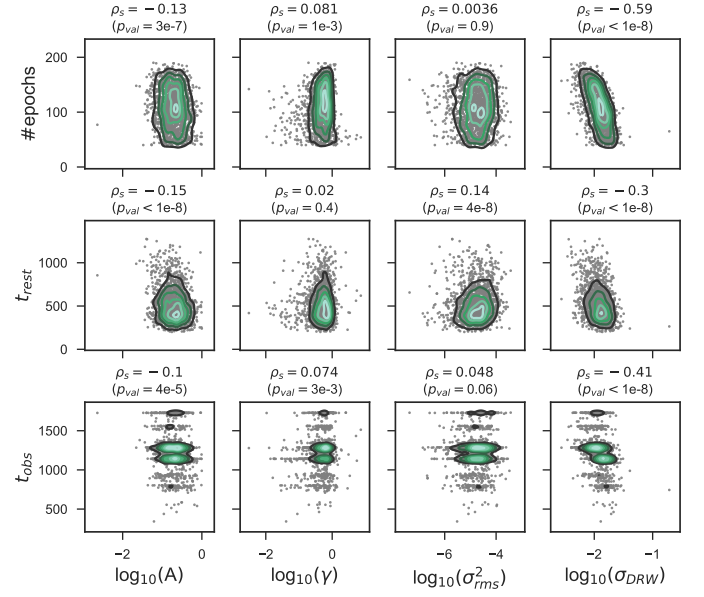 ρs = − 0.13 ρs = 0.081 ρs = 0.0036 ρs = − 0.59
(pval = 3e-7) (pval = 1e-3) (pval = 0.9) (pval < 1e-8)
200
#epochs 100
0
ρs = − 0.15 ρs = 0.02 ρs = 0.14 ρs = − 0.3
(pval < 1e-8) (pval = 0.4) (pval = 4e-8) (pval < 1e-8)
1000
trest 500
0
ρs = − 0.1 ρs = 0.074 ρs = 0.048 ρs = − 0.41
(pval = 4e-5) (pval = 3e-3) (pval = 0.06) (pval < 1e-8)
1500
tobs 1000
500
−2 0 −2 0 −6 −4 −2 −1
log10(A) log10(γ) log10(σ²rms) log10(σDRW)